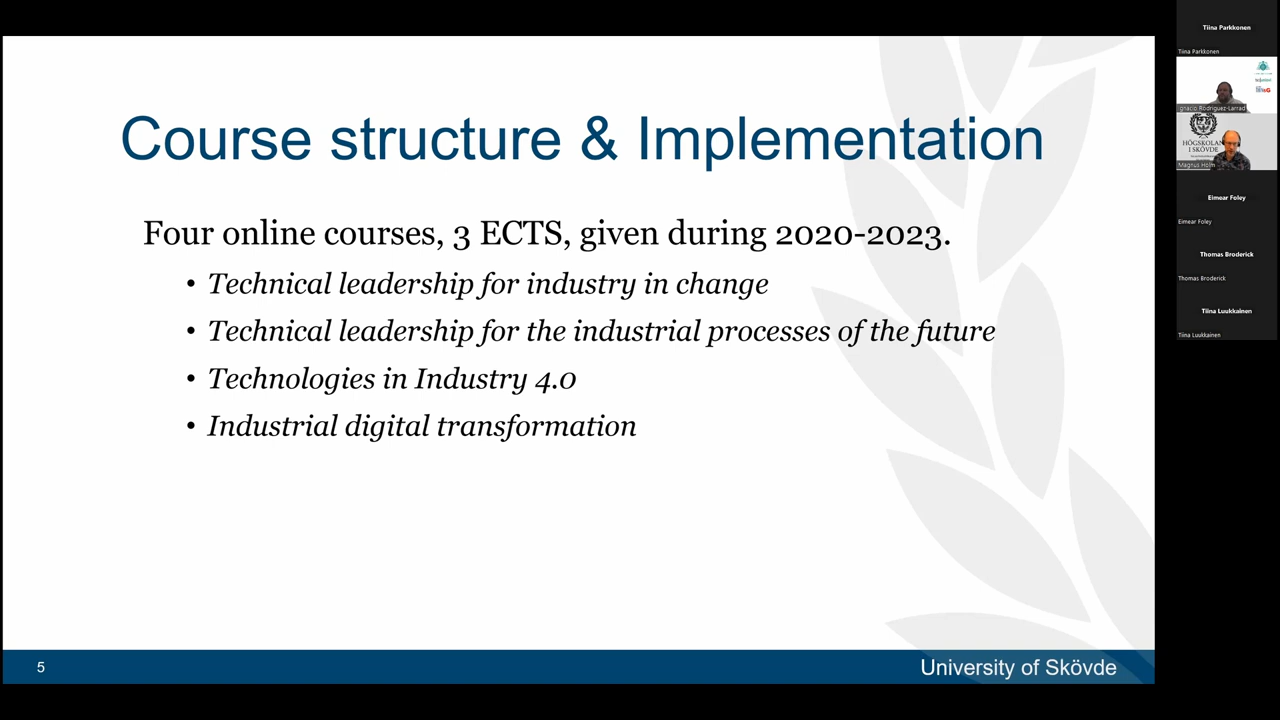 Course structure & Implementation
Four online courses, 3 ECTS, given during 2020-2023.
• Technical leadership for industry in change
• Technical leadership for the industrial processes of the future
• Technologies in Industry 4.0
• Industrial digital transformation
5
University of Skövde
Tiina Parkkonen
Tiina Parkkonen
Ignacio Rodriguez-Larrad
HÖGSKOLAN
I SKÖVDE
Magnus Holm
Eimear Foley
Eimear Foley
Thomas Broderick
Thomas Broderick
Tiina Luukkainen
Tiina Luukkainen